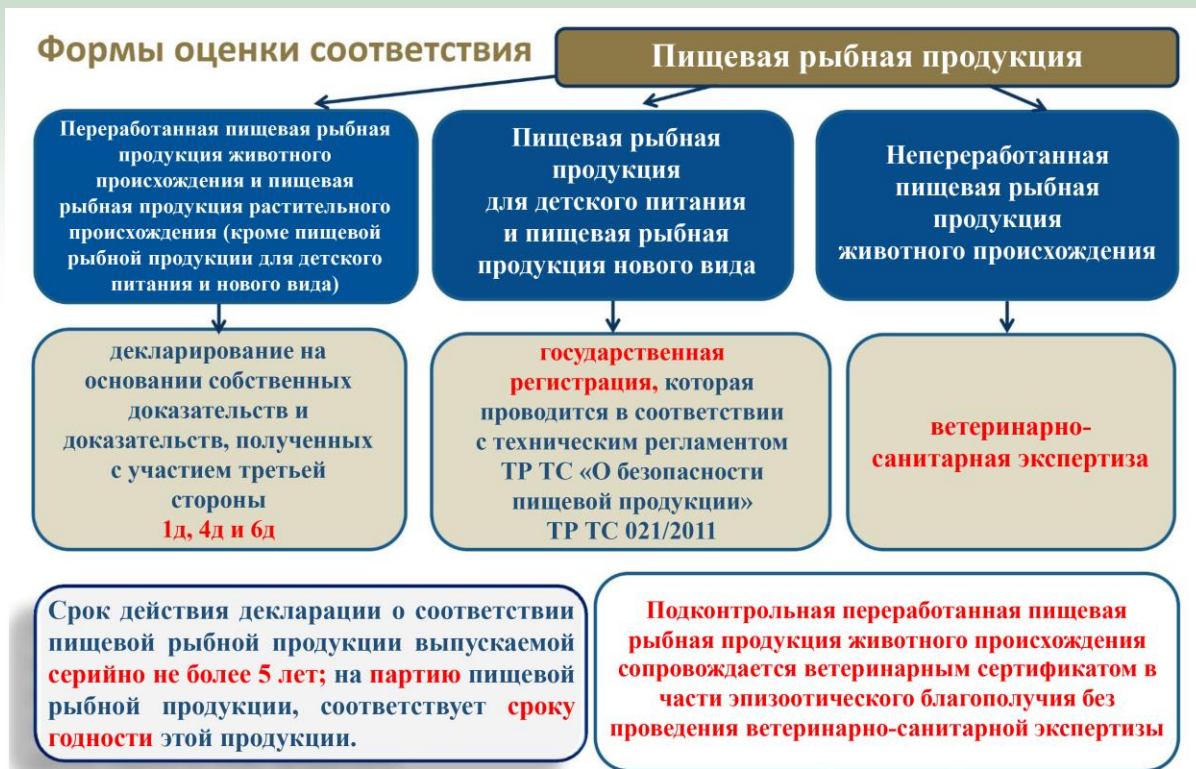 Формы оценки соответствия
Пищевая рыбная продукция
Переработанная пищевая рыбная
продукция животного
происхождения и пищевая
рыбная продукция растительного
происхождения (кроме пищевой
рыбной продукции для детского
питания и нового вида)
Пищевая рыбная
продукция
для детского питания
и пищевая рыбная
продукция нового вида
Непереработанная
пищевая рыбная
продукция
животного происхождения
декларирование на
основании собственных
доказательств и
доказательств, полученных
с участием третьей
стороны
1д, 4д и 6д
государственная
регистрация, которая
проводится в соответствии
с техническим регламентом
ТР ТС «О безопасности
пищевой продукции»
ТР ТС 021/2011
ветеринарно-
санитарная экспертиза
Срок действия декларации о соответствии
пищевой рыбной продукции выпускаемой
серийно не более 5 лет; на партию пищевой
рыбной продукции, соответствует сроку
годности этой продукции.
Подконтрольная переработанная пищевая
рыбная продукция животного происхождения
сопровождается ветеринарным сертификатом в
части эпизоотического благополучия без
проведения ветеринарно-санитарной экспертизы